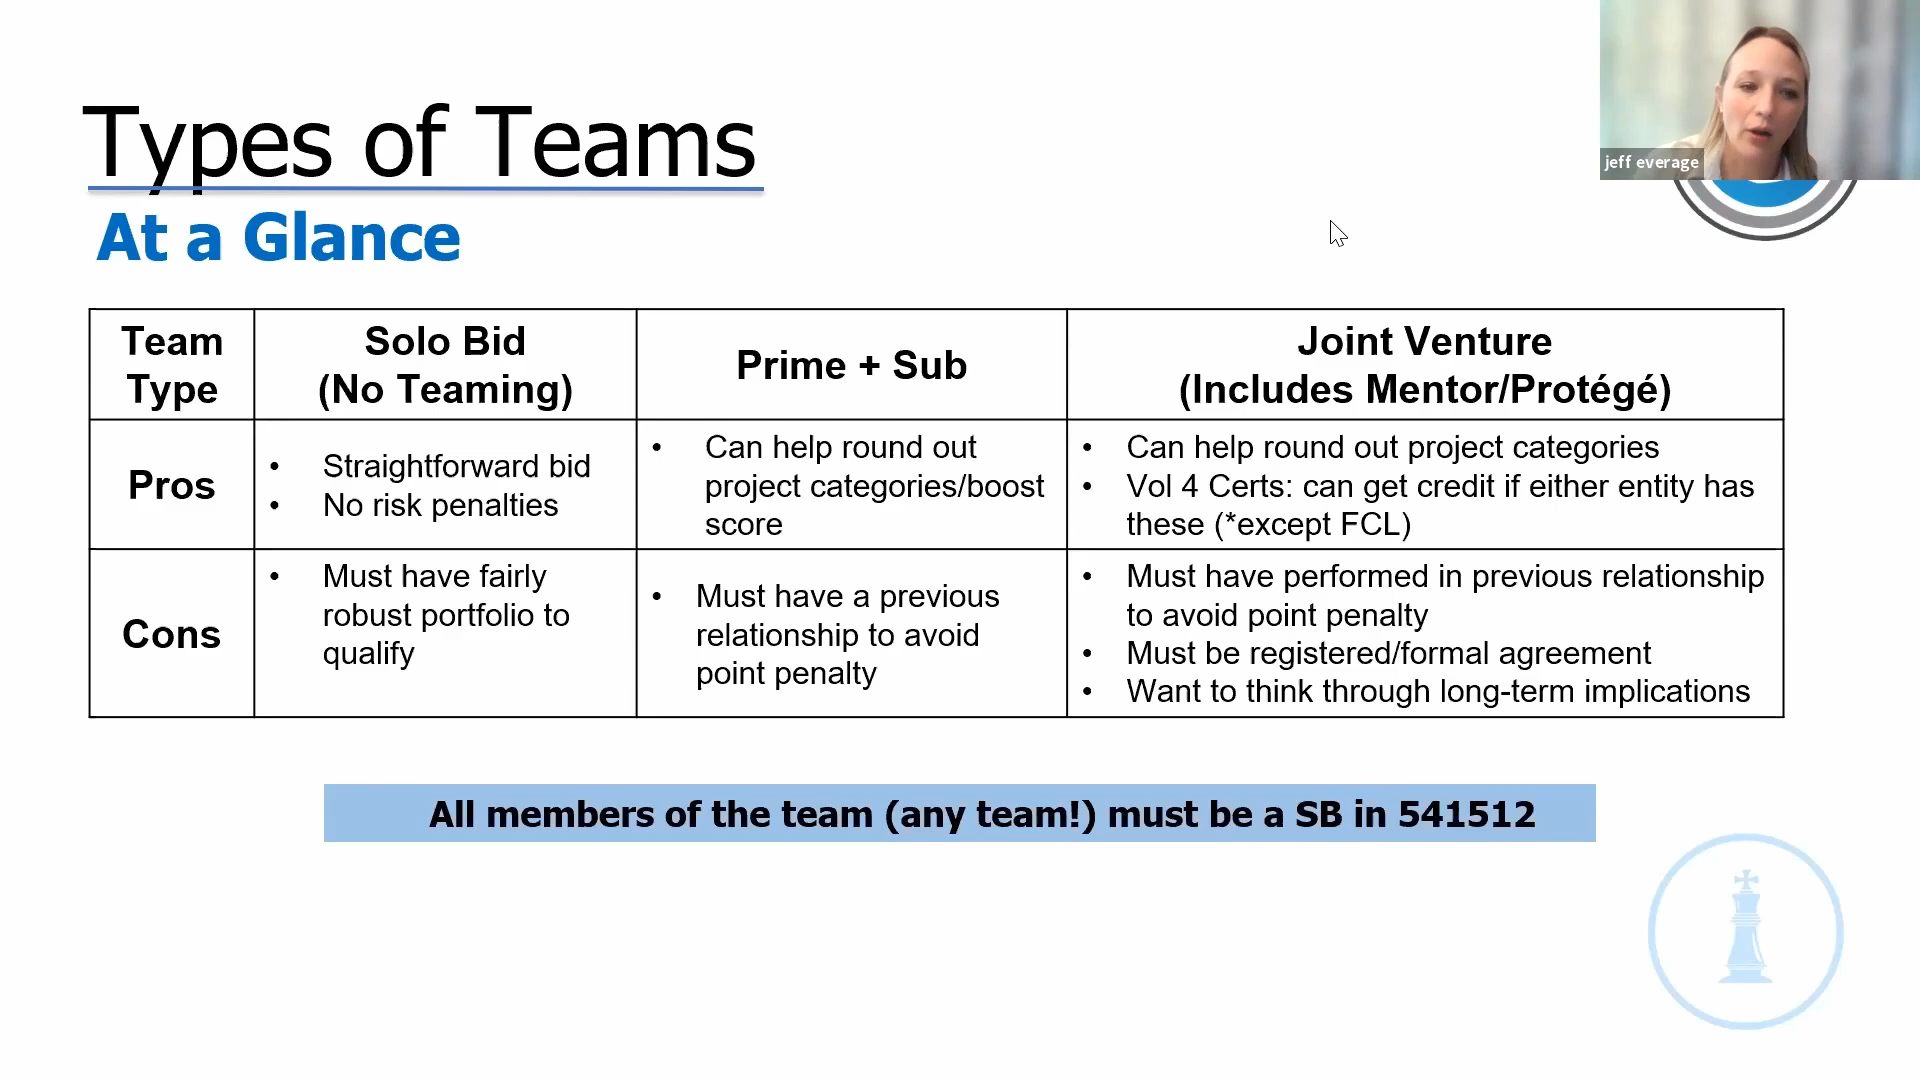 Types of Teams
At a Glance
jeff everage
Team
Type
Solo Bid
(No Teaming)
Prime + Sub
Joint Venture
(Includes Mentor/Protégé)
Pros
• Straightforward bid
• No risk penalties
• Can help round out
project categories/boost
score
• Can help round out project categories
• Vol 4 Certs: can get credit if either entity has
these (*except FCL)
Cons
• Must have fairly
robust portfolio to
qualify
• Must have a previous
relationship to avoid
point penalty
• Must have performed in previous relationship
to avoid point penalty
• Must be registered/formal agreement
• Want to think through long-term implications
All members of the team (any team!) must be a SB in 541512